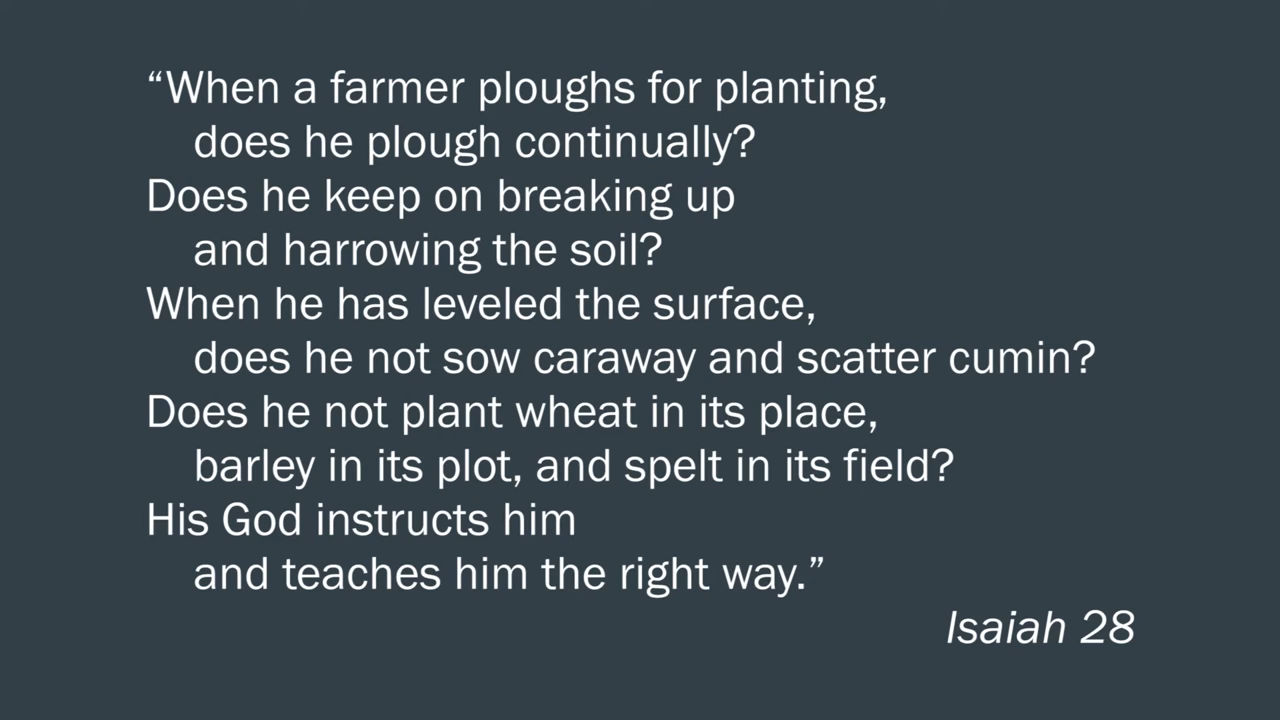 “When a farmer ploughs for planting,
does he plough continually?
Does he keep on breaking up
and harrowing the soil?
When he has leveled the surface,
does he not sow caraway and scatter cumin?
Does he not plant wheat in its place,
barley in its plot, and spelt in its field?
His God instructs him
and teaches him the right way.”
Isaiah 28